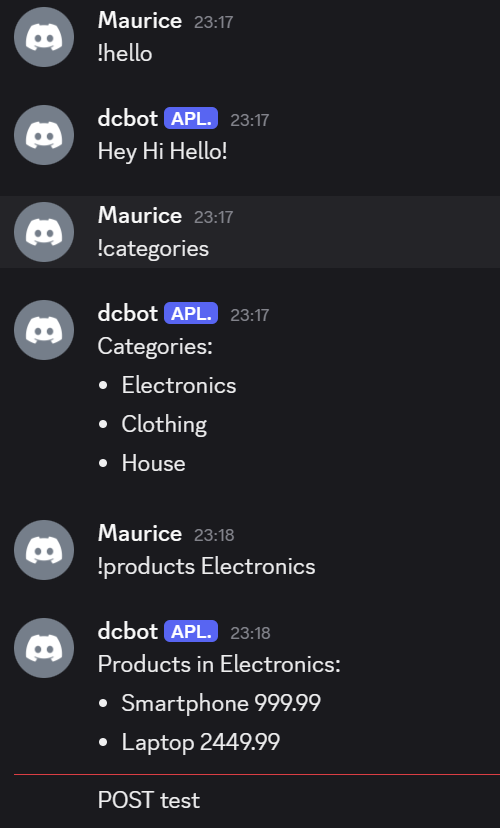 Maurice 23:17
!hello
dcbot APL. 23:17
Hey Hi Hello!
Maurice 23:17
!categories
dcbot APL. 23:17
Categories:
• Electronics
• Clothing
• House
Maurice 23:18
!products Electronics
dcbot APL. 23:18
Products in Electronics:
• Smartphone 999.99
• Laptop 2449.99
POST test